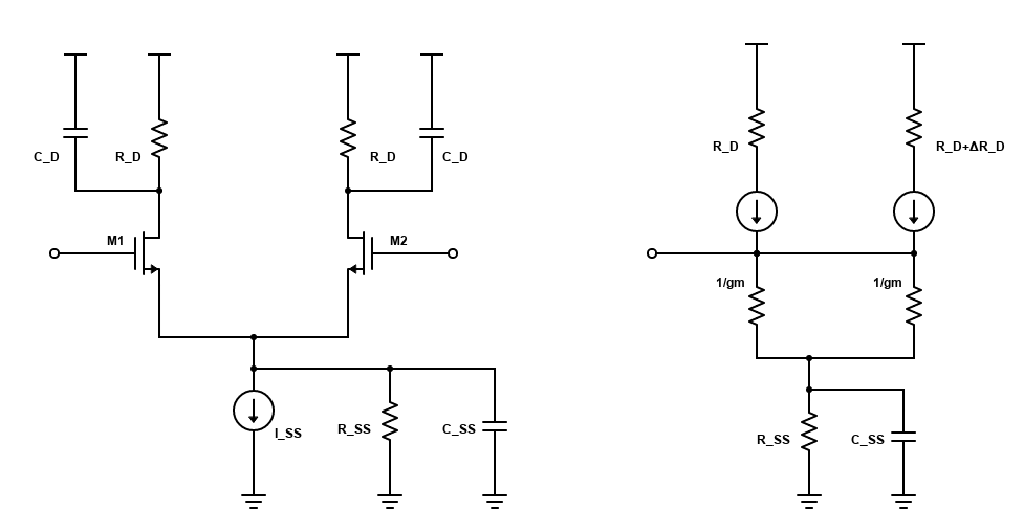 C_D
R_D
R_D
C_D
M1
M2
I_SS
R_SS
C_SS
R_D
R_D+ΔR_D
1/gm
1/gm
R_SS
C_SS